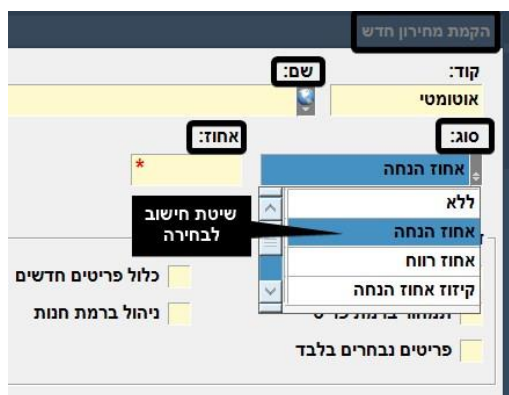 הקמת מחירון חדש
קוד: שם:
אוטומטי
סוג: אחוז:
אחוז הנחה *
ללא
אחוז הנחה
אחוז רווח
קיזוז אחוז הנחה
שיטת חישוב
לבחירה
כלול פריטים חדשים
ניהול ברמת חנות
פריטים נבחרים בלבד